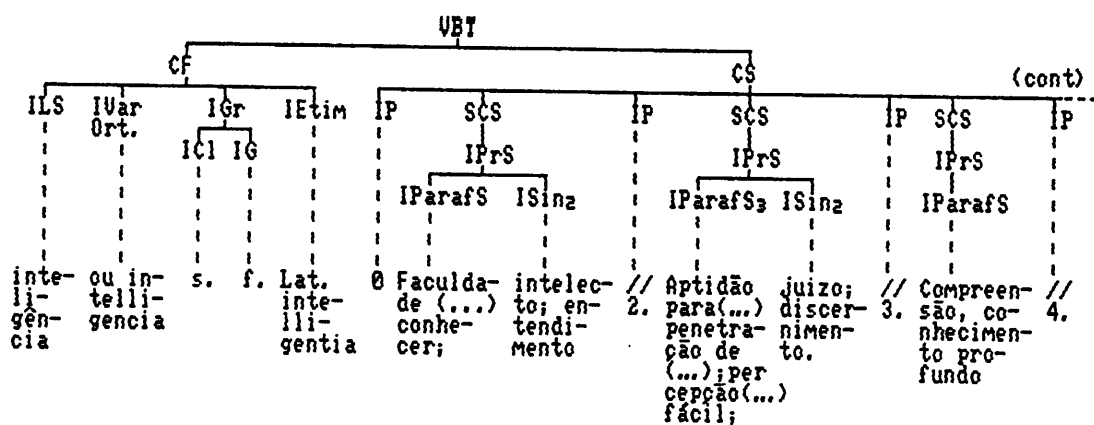 VBT
CF CS (cont)
ILS IVar IGr IEtim IP SCS IP SCS IP SCS IP
Ort.
ICl IG IPrS IPrS IPrS
IParafS ISin2 IParafS3 ISin2 IParafS
inte- ou in- s. f. Lat. 0 Faculda- intelec- // Aptidão juizo; // Compreen- //
li- telli- inte- de (...) to; en- 2. para(...) discer- 3. são, co- 4.
gên- gencia lli- conhe- tendi- penetra- nimen- nhecimen-
cia gentia cer; mento ção de to. to pro-
(...);per fundo
cepção(...)
fácil;